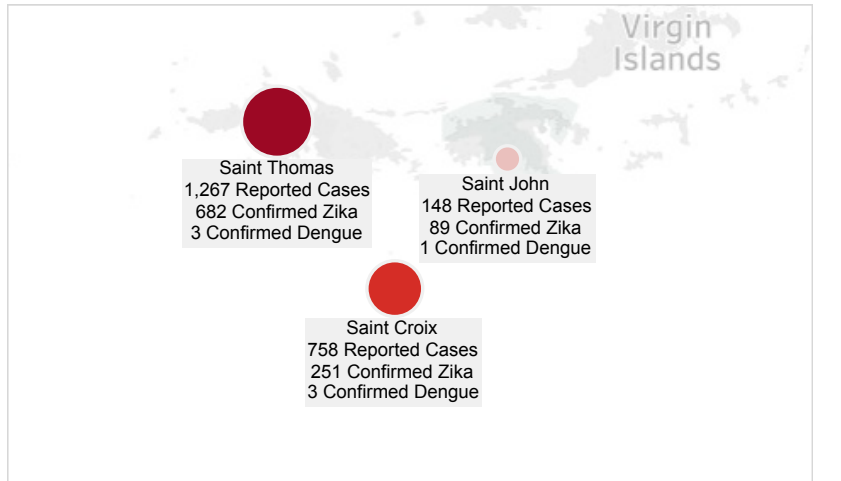 Virgin
Islands
Saint Thomas
1,267 Reported Cases
682 Confirmed Zika
3 Confirmed Dengue
Saint John
148 Reported Cases
89 Confirmed Zika
1 Confirmed Dengue
Saint Croix
758 Reported Cases
251 Confirmed Zika
3 Confirmed Dengue